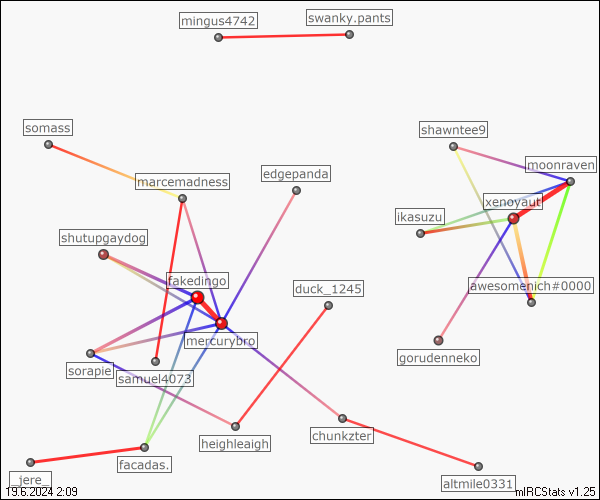 mingus4742
swanky.pants
somass
shawntee9
moonraven
marcemadness
edgepanda
xenoyaut
ikasuzu
shutupgaydog
fakedingo
duck_1245
awesomenich#0000
mercurybro
gorudenneko
sorapie
samuel4073
heighleaigh
chunkzter
facadas.
_jere_
altmile0331
19.6.2024 2:09
mIRCStats v1.25